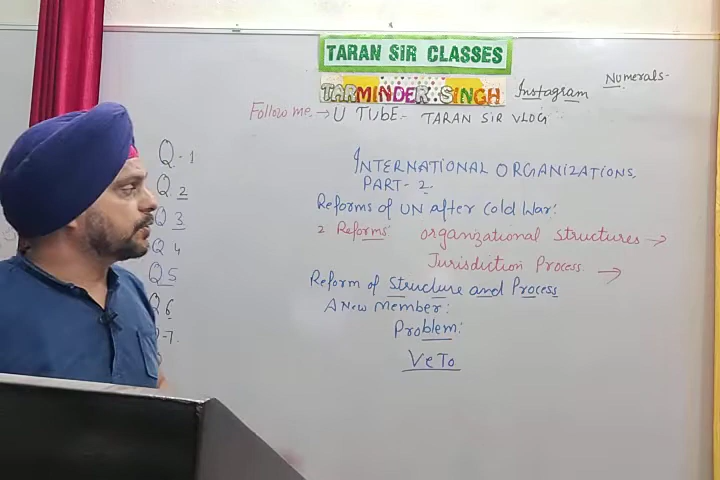 TARAN SIR CLASSES
TARMINDER SINGH
Instagram
Numerals-
Follow me. → U TUBE- TARAN SIR VLOG
INTERNATIONAL ORGANIZATIONS,
PART- 2
Reforms of UN after Cold War:
2 Reforms: organzational structures →
Jurisdiction Process →
Reform of Structure and Process
A New Member:
Problem:
VeTo
Q-1
Q 2
Q 3
Q 4
Q 5
Q 6
-7.